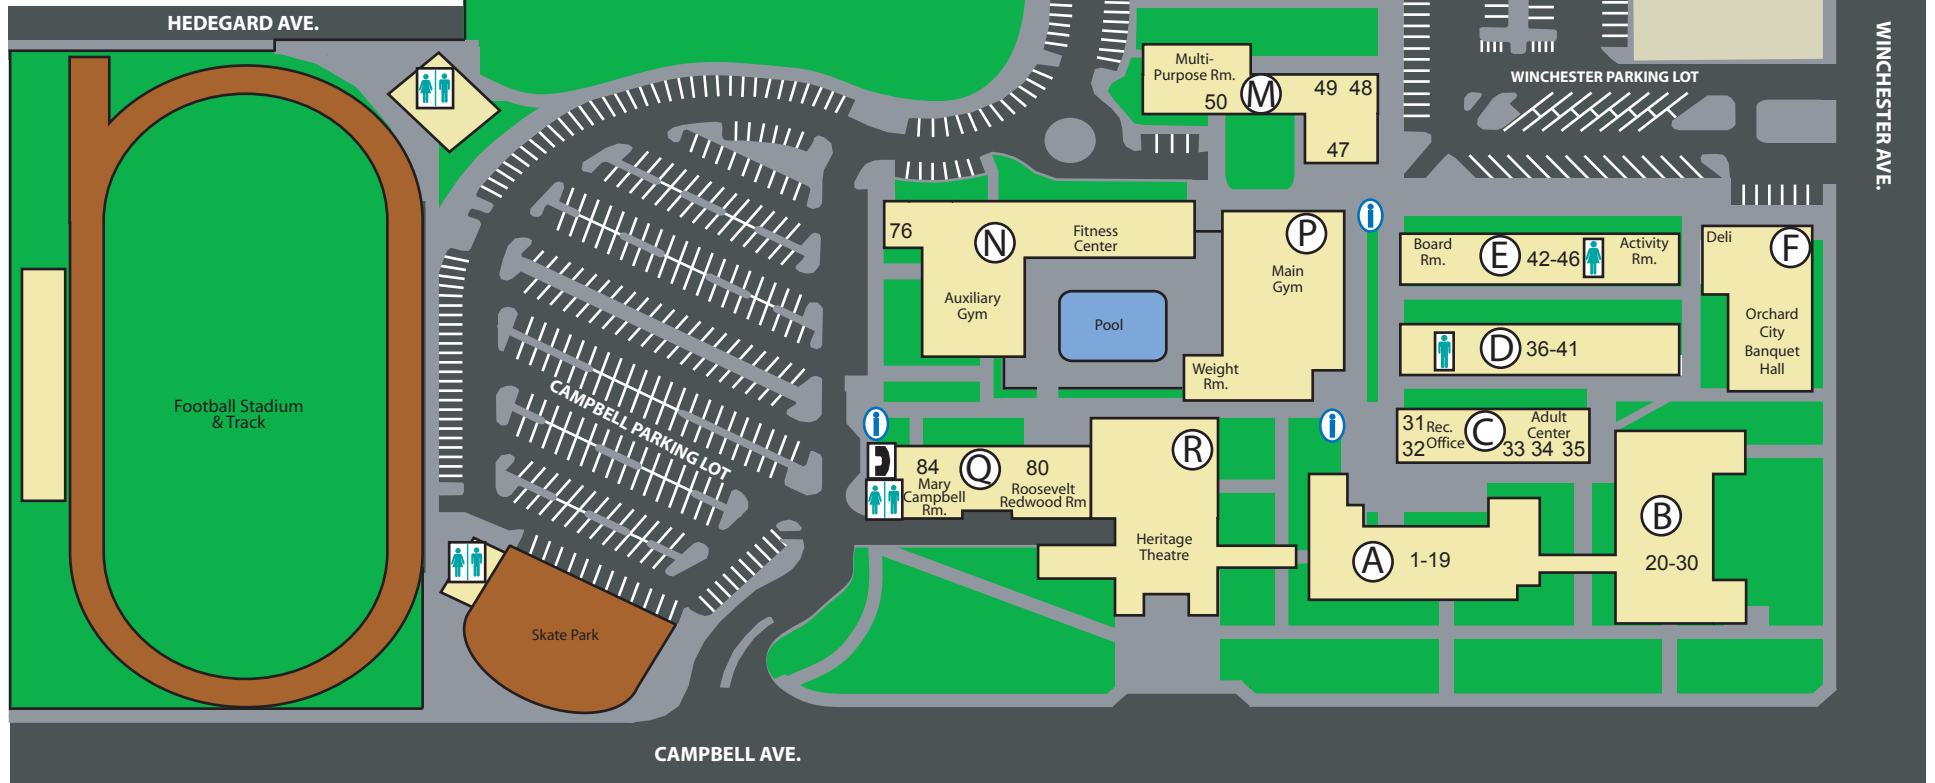 HEDEGARD AVE.
WINCHESTER AVE.
WINCHESTER PARKING LOT
Multi-
Purpose Rm.
50
M
49 48
47
76
N
Fitness
Center
P
Main
Gym
i
Board
Rm.
E
42-46
Activity
Rm.
Deli
F
Auxiliary
Gym
Pool
Orchard
City
Banquet
Hall
D
36-41
Weight
Rm.
CAMPBELL PARKING LOT
Football Stadium
& Track
i
i
31
Rec.
Office
32
C
Adult
Center
33 34 35
84
Mary
Campbell
Rm.
Q
80
Roosevelt
Redwood Rm
R
Heritage
Theatre
A
1-19
B
20-30
Skate Park
CAMPBELL AVE.